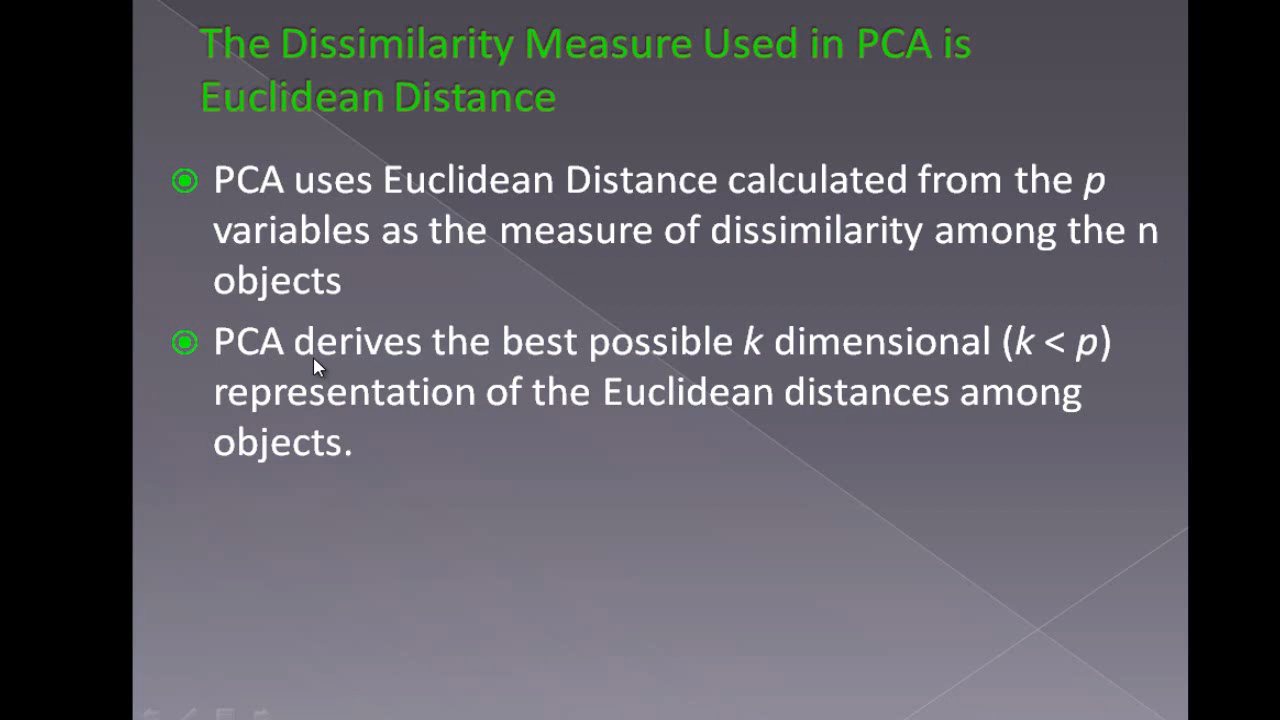 The Dissimilarity Measure Used in PCA is
Euclidean Distance
PCA uses Euclidean Distance calculated from the p
variables as the measure of dissimilarity among the n
objects
PCA derives the best possible k dimensional (k < p)
representation of the Euclidean distances among
objects.